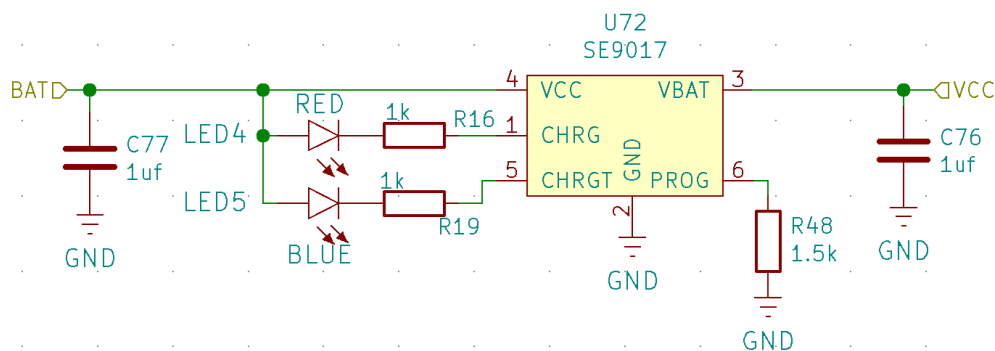 U72
SE9017
BAT
4
VCC
VBAT
3
VCC
RED
1k
R16
LED4
1
CHRG
C77
1uf
C76
1uf
GND
1k
5
CHRGT
PROG
6
LED5
R19
2
R48
1.5k
GND
BLUE
GND
GND
GND